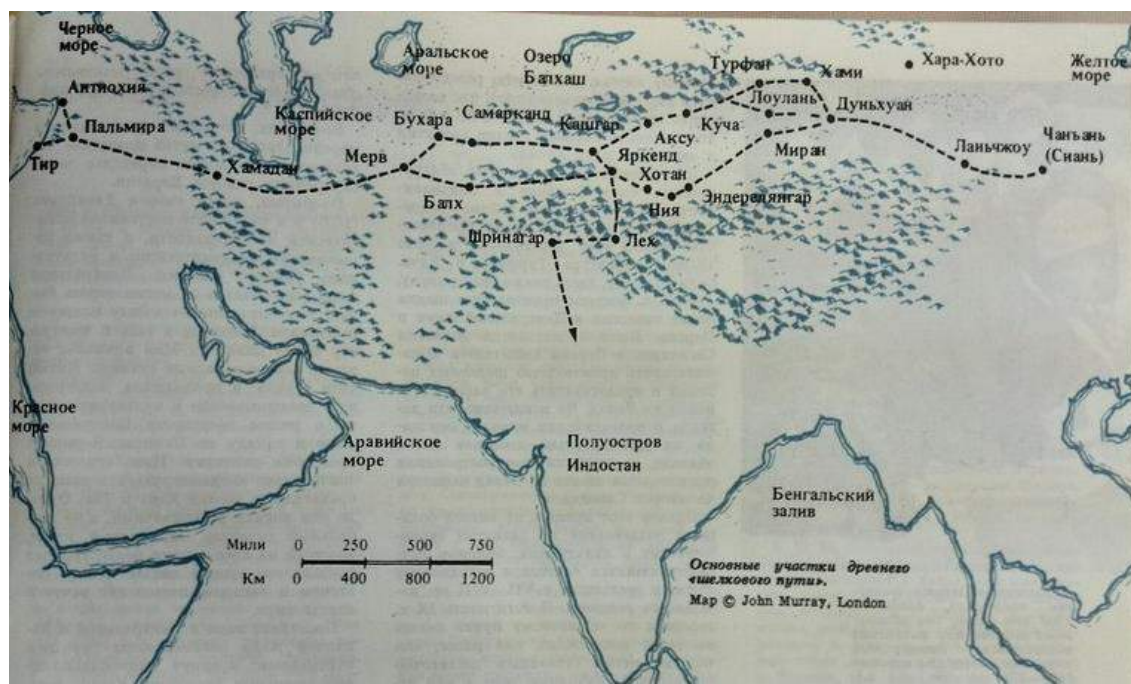 Черное
море
Аральское
море
Озеро
Балхаш
Турфан
Хами
Хара-Хото
Желтое
море
Антиохия
Каспийское
море
Бухара
Самарканд
Лоулань
Дуньхуан
Пальмира
Кашгар
Аксу
Куча
Миран
Ланьчжоу
Чанъань
(Сиань)
Тир
Хамадан
Мерв
Яркенд
Хотан
Балх
Ния
Эндерелянгар
Шринагар
Лех
Красное
море
Аравийское
море
Полуостров
Индостан
Бенгальский
залив
Мили 0 250 500 750
Км 0 400 800 1200
Основные участки древнего
«шелкового пути».
Map © John Murray, London